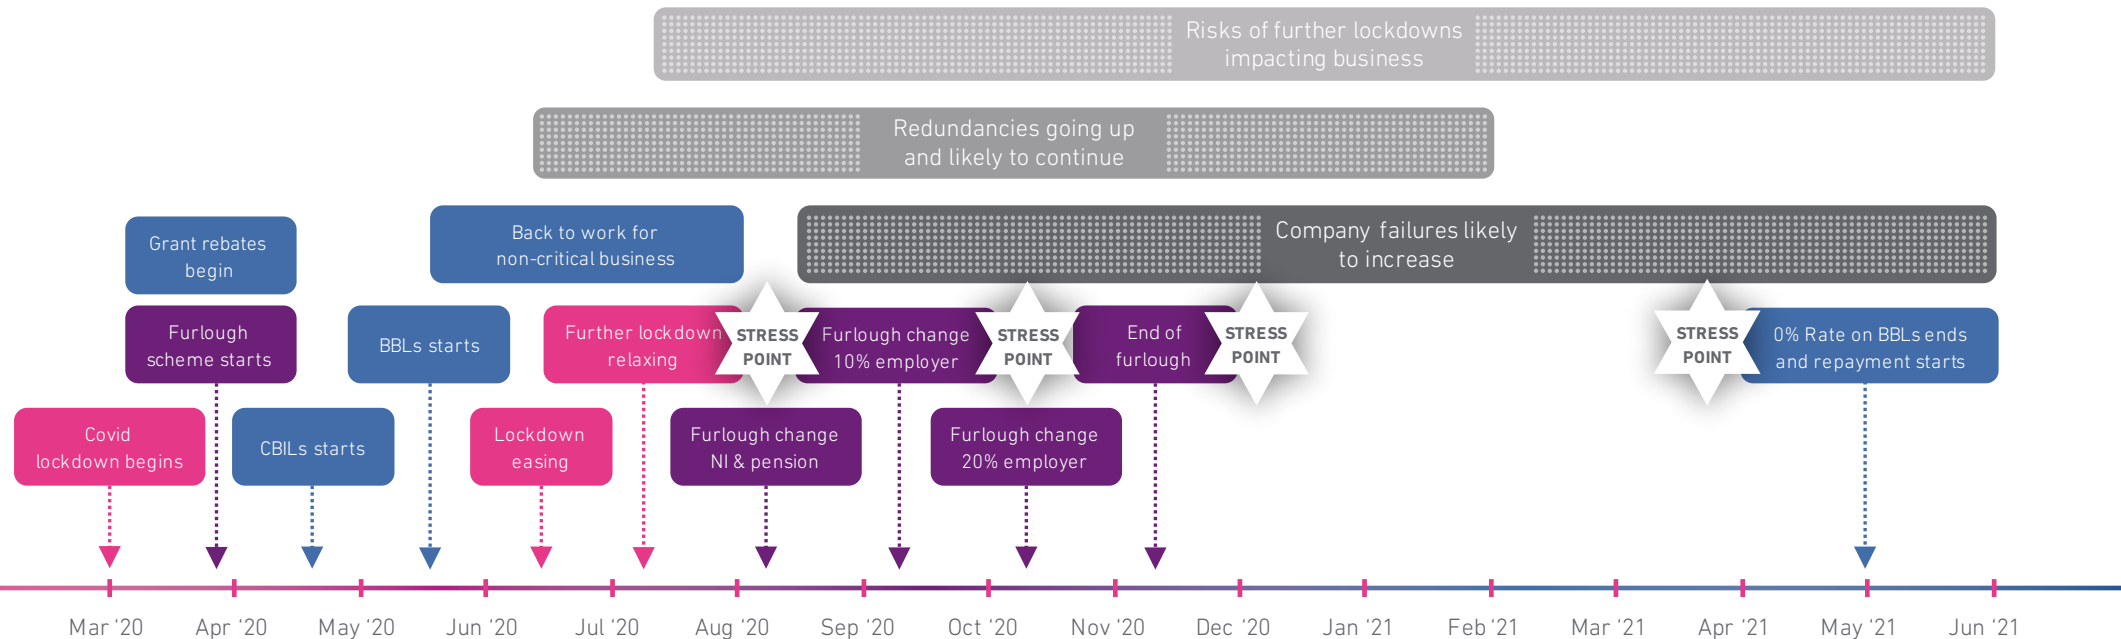 Risks of further lockdowns
impacting business
Redundancies going up
and likely to continue
Grant rebates
begin
Back to work for
non-critical business
Company failures likely
to increase
Furlough
scheme starts
BBLs starts
Further lockdown
relaxing
STRESS
POINT
Furlough change
10% employer
STRESS
POINT
End of
furlough
STRESS
POINT
STRESS
POINT
0% Rate on BBLs ends
and repayment starts
Covid
lockdown begins
CBILs starts
Lockdown
easing
Furlough change
NI & pension
Furlough change
20% employer
Mar ‘20
Apr ‘20
May ‘20
Jun ‘20
Jul ‘20
Aug ‘20
Sep ‘20
Oct ‘20
Nov ‘20
Dec ‘20
Jan ‘21
Feb ‘21
Mar ‘21
Apr ‘21
May ‘21
Jun ‘21